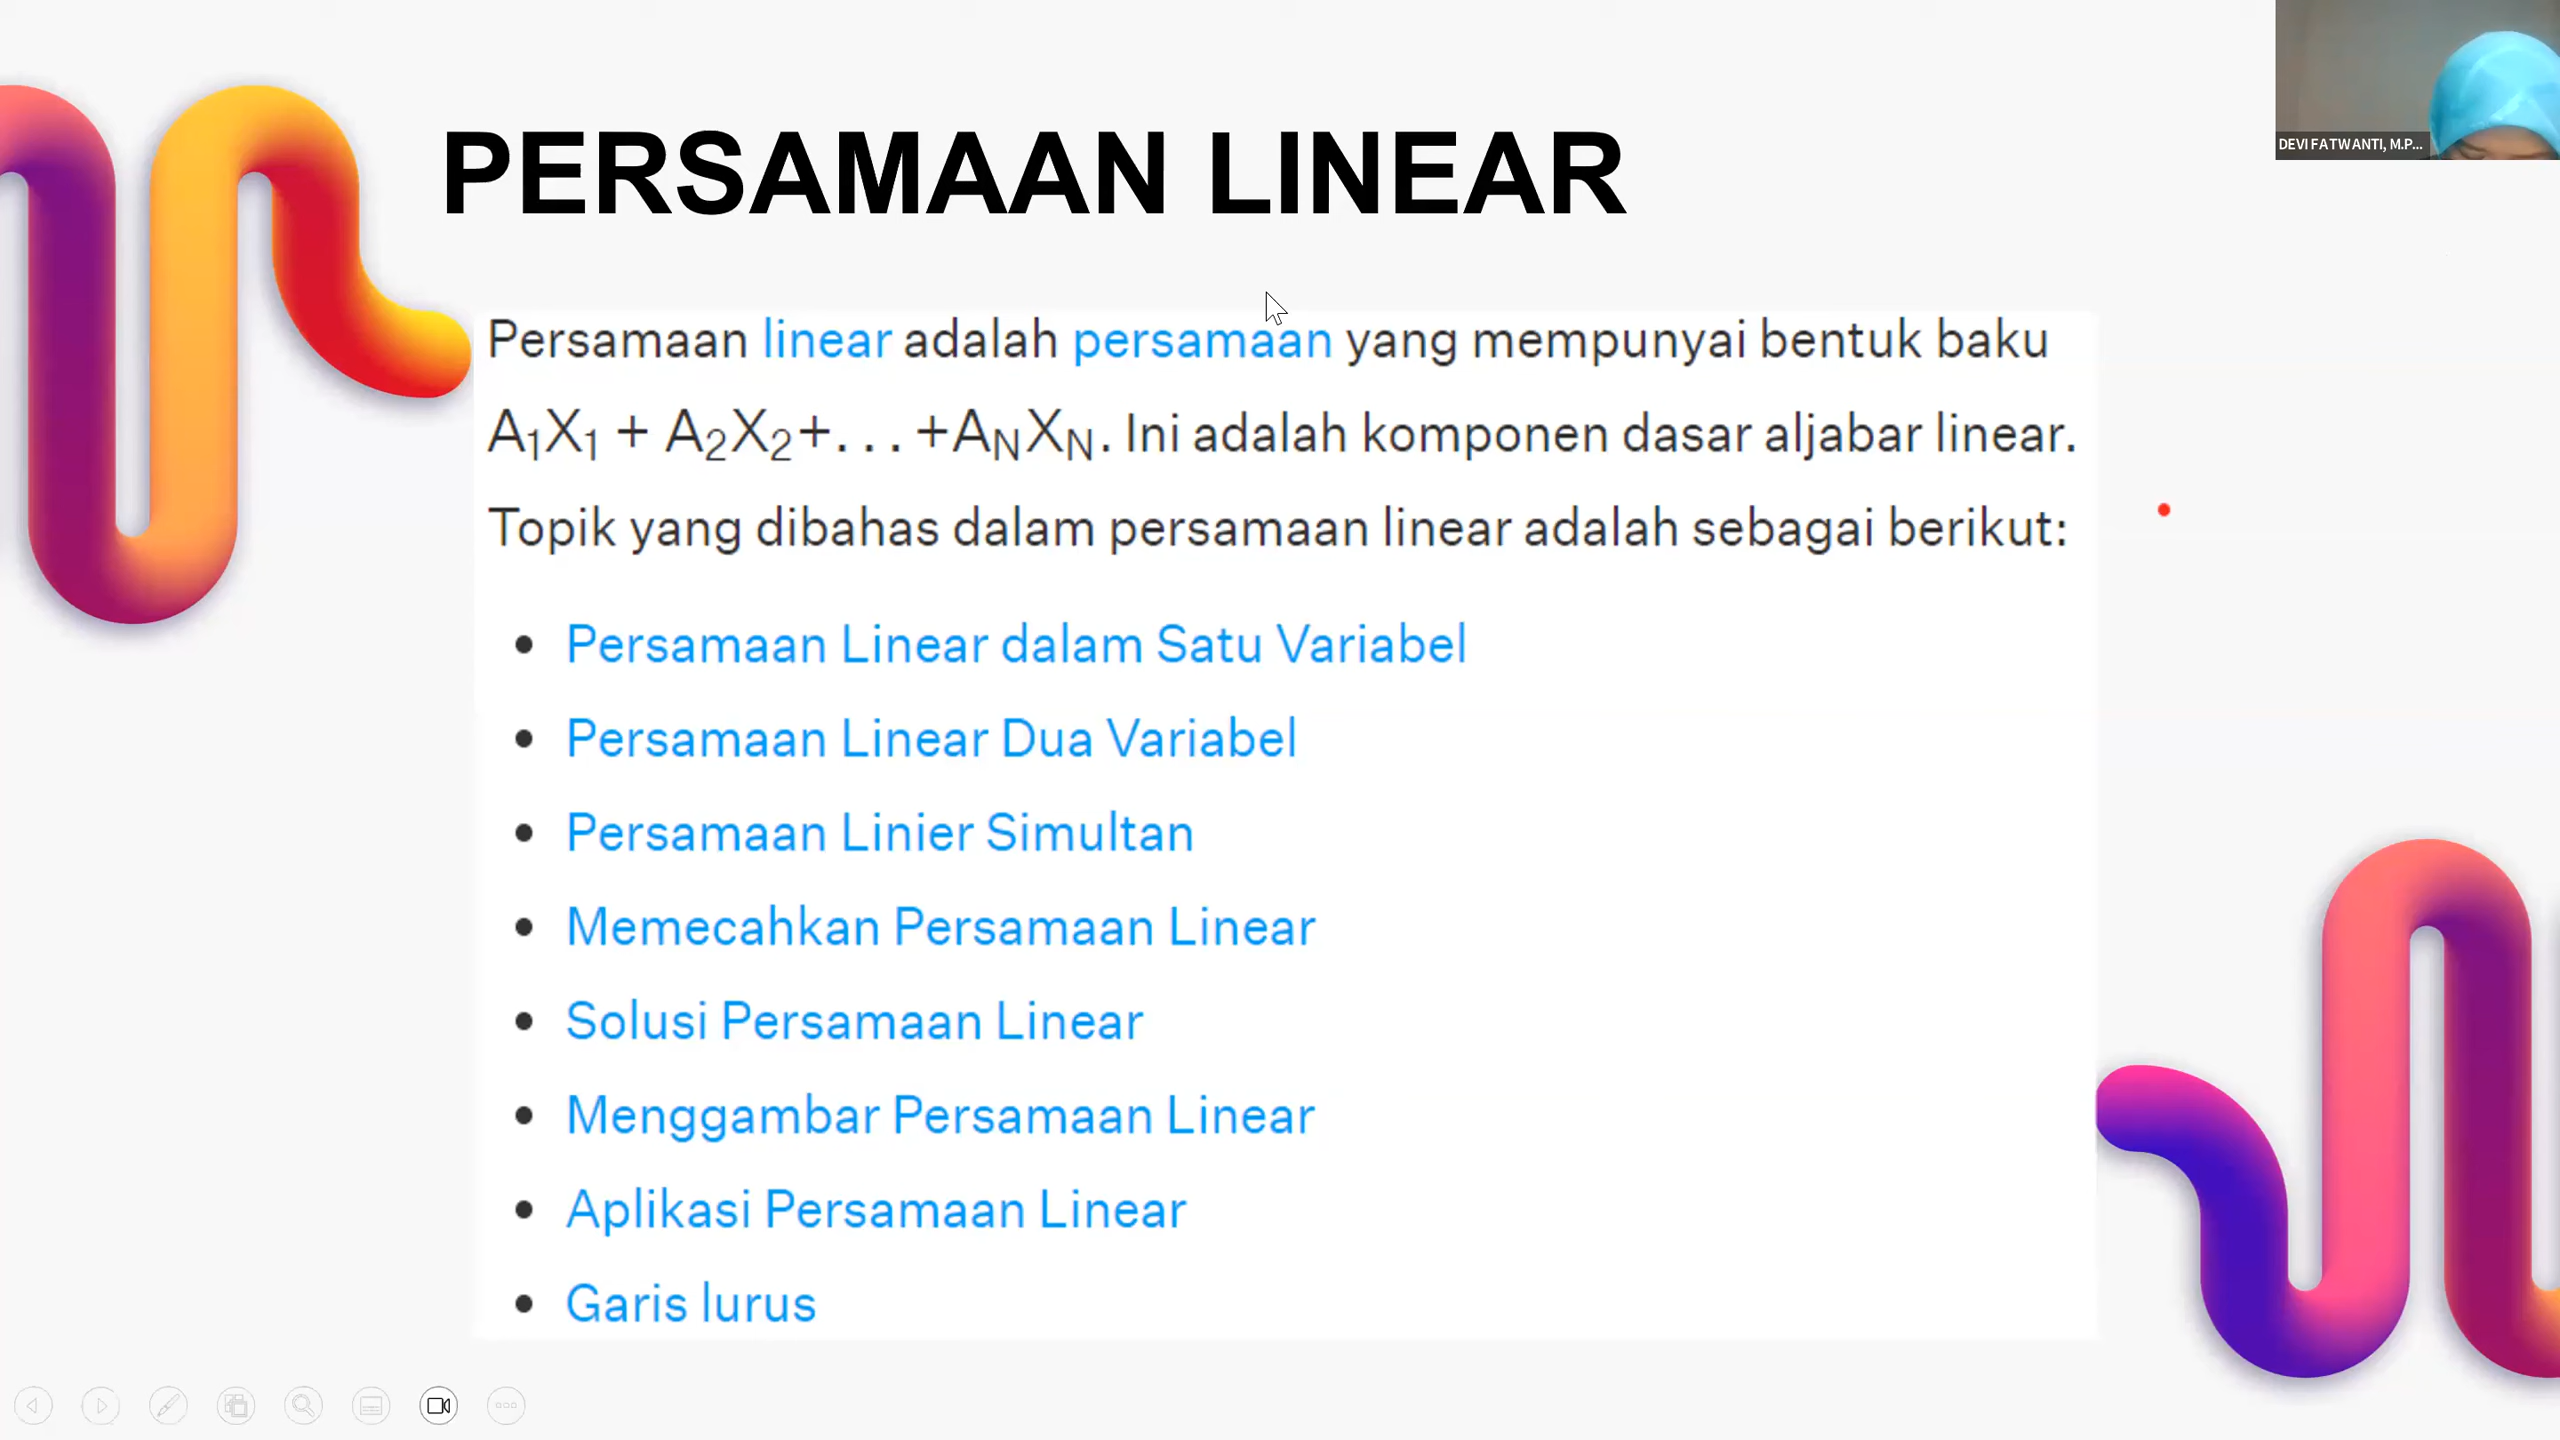 PERSAMAAN LINEAR
DEVI FATWANTI, M.P...
Persamaan linear adalah persamaan yang mempunyai bentuk baku
A₁X₁ + A₂X₂+. . . +AₙXₙ. Ini adalah komponen dasar aljabar linear.
Topik yang dibahas dalam persamaan linear adalah sebagai berikut:
• Persamaan Linear dalam Satu Variabel
• Persamaan Linear Dua Variabel
• Persamaan Linier Simultan
• Memecahkan Persamaan Linear
• Solusi Persamaan Linear
• Menggambar Persamaan Linear
• Aplikasi Persamaan Linear
• Garis lurus